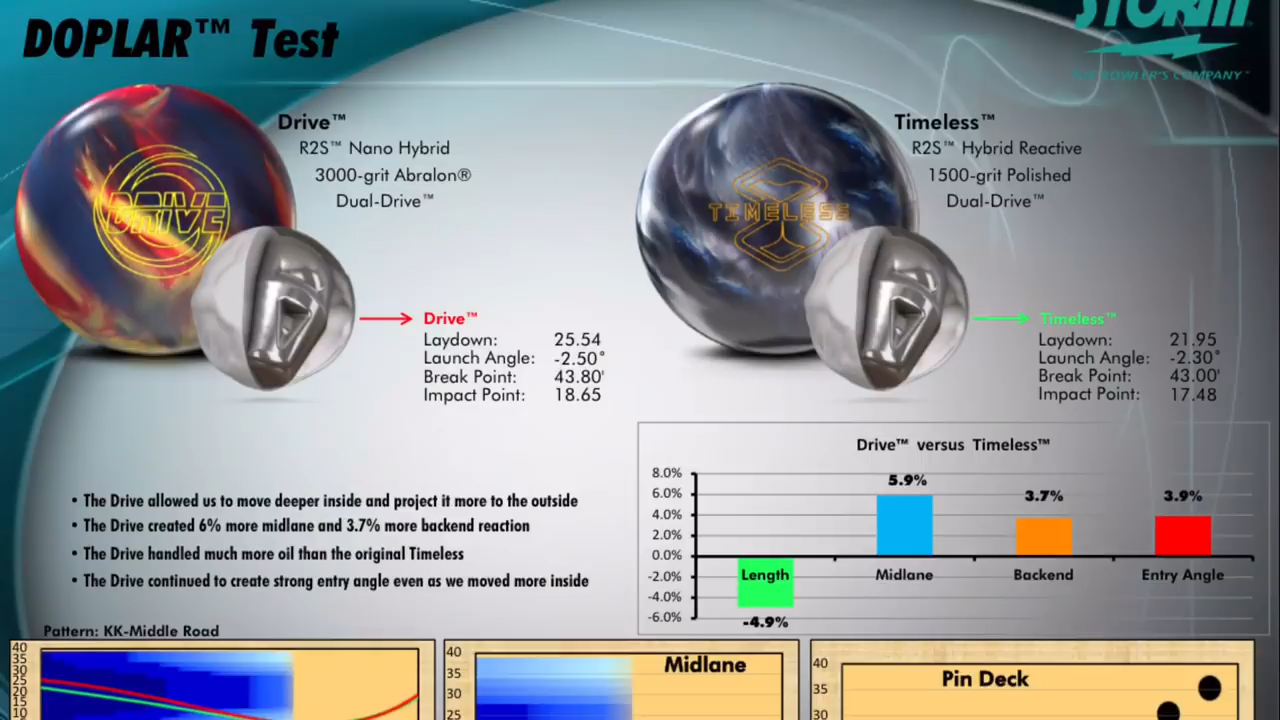 DOPLAR™ Test
STORM
THE BOWLER'S COMPANY™
Drive™
R2S™ Nano Hybrid
3000-grit Abralon®
Dual-Drive™
DRIVE
Drive™
Laydown: 25.54
Launch Angle: -2.50°
Break Point: 43.80'
Impact Point: 18.65
Timeless™
R2S™ Hybrid Reactive
1500-grit Polished
Dual-Drive™
TIMELESS
Timeless™
Laydown: 21.95
Launch Angle: -2.30°
Break Point: 43.00'
Impact Point: 17.48
• The Drive allowed us to move deeper inside and project it more to the outside
• The Drive created 6% more midlane and 3.7% more backend reaction
• The Drive handled much more oil than the original Timeless
• The Drive continued to create strong entry angle even as we moved more inside
Drive™ versus Timeless™
8.0%
6.0%
4.0%
2.0%
0.0%
-2.0%
-4.0%
-6.0%
5.9%
3.7%
3.9%
Length
Midlane
Backend
Entry Angle
-4.9%
Pattern: KK-Middle Road
40
35
30
25
20
15
10
Midlane
40
35
30
25
Pin Deck
40
35
30